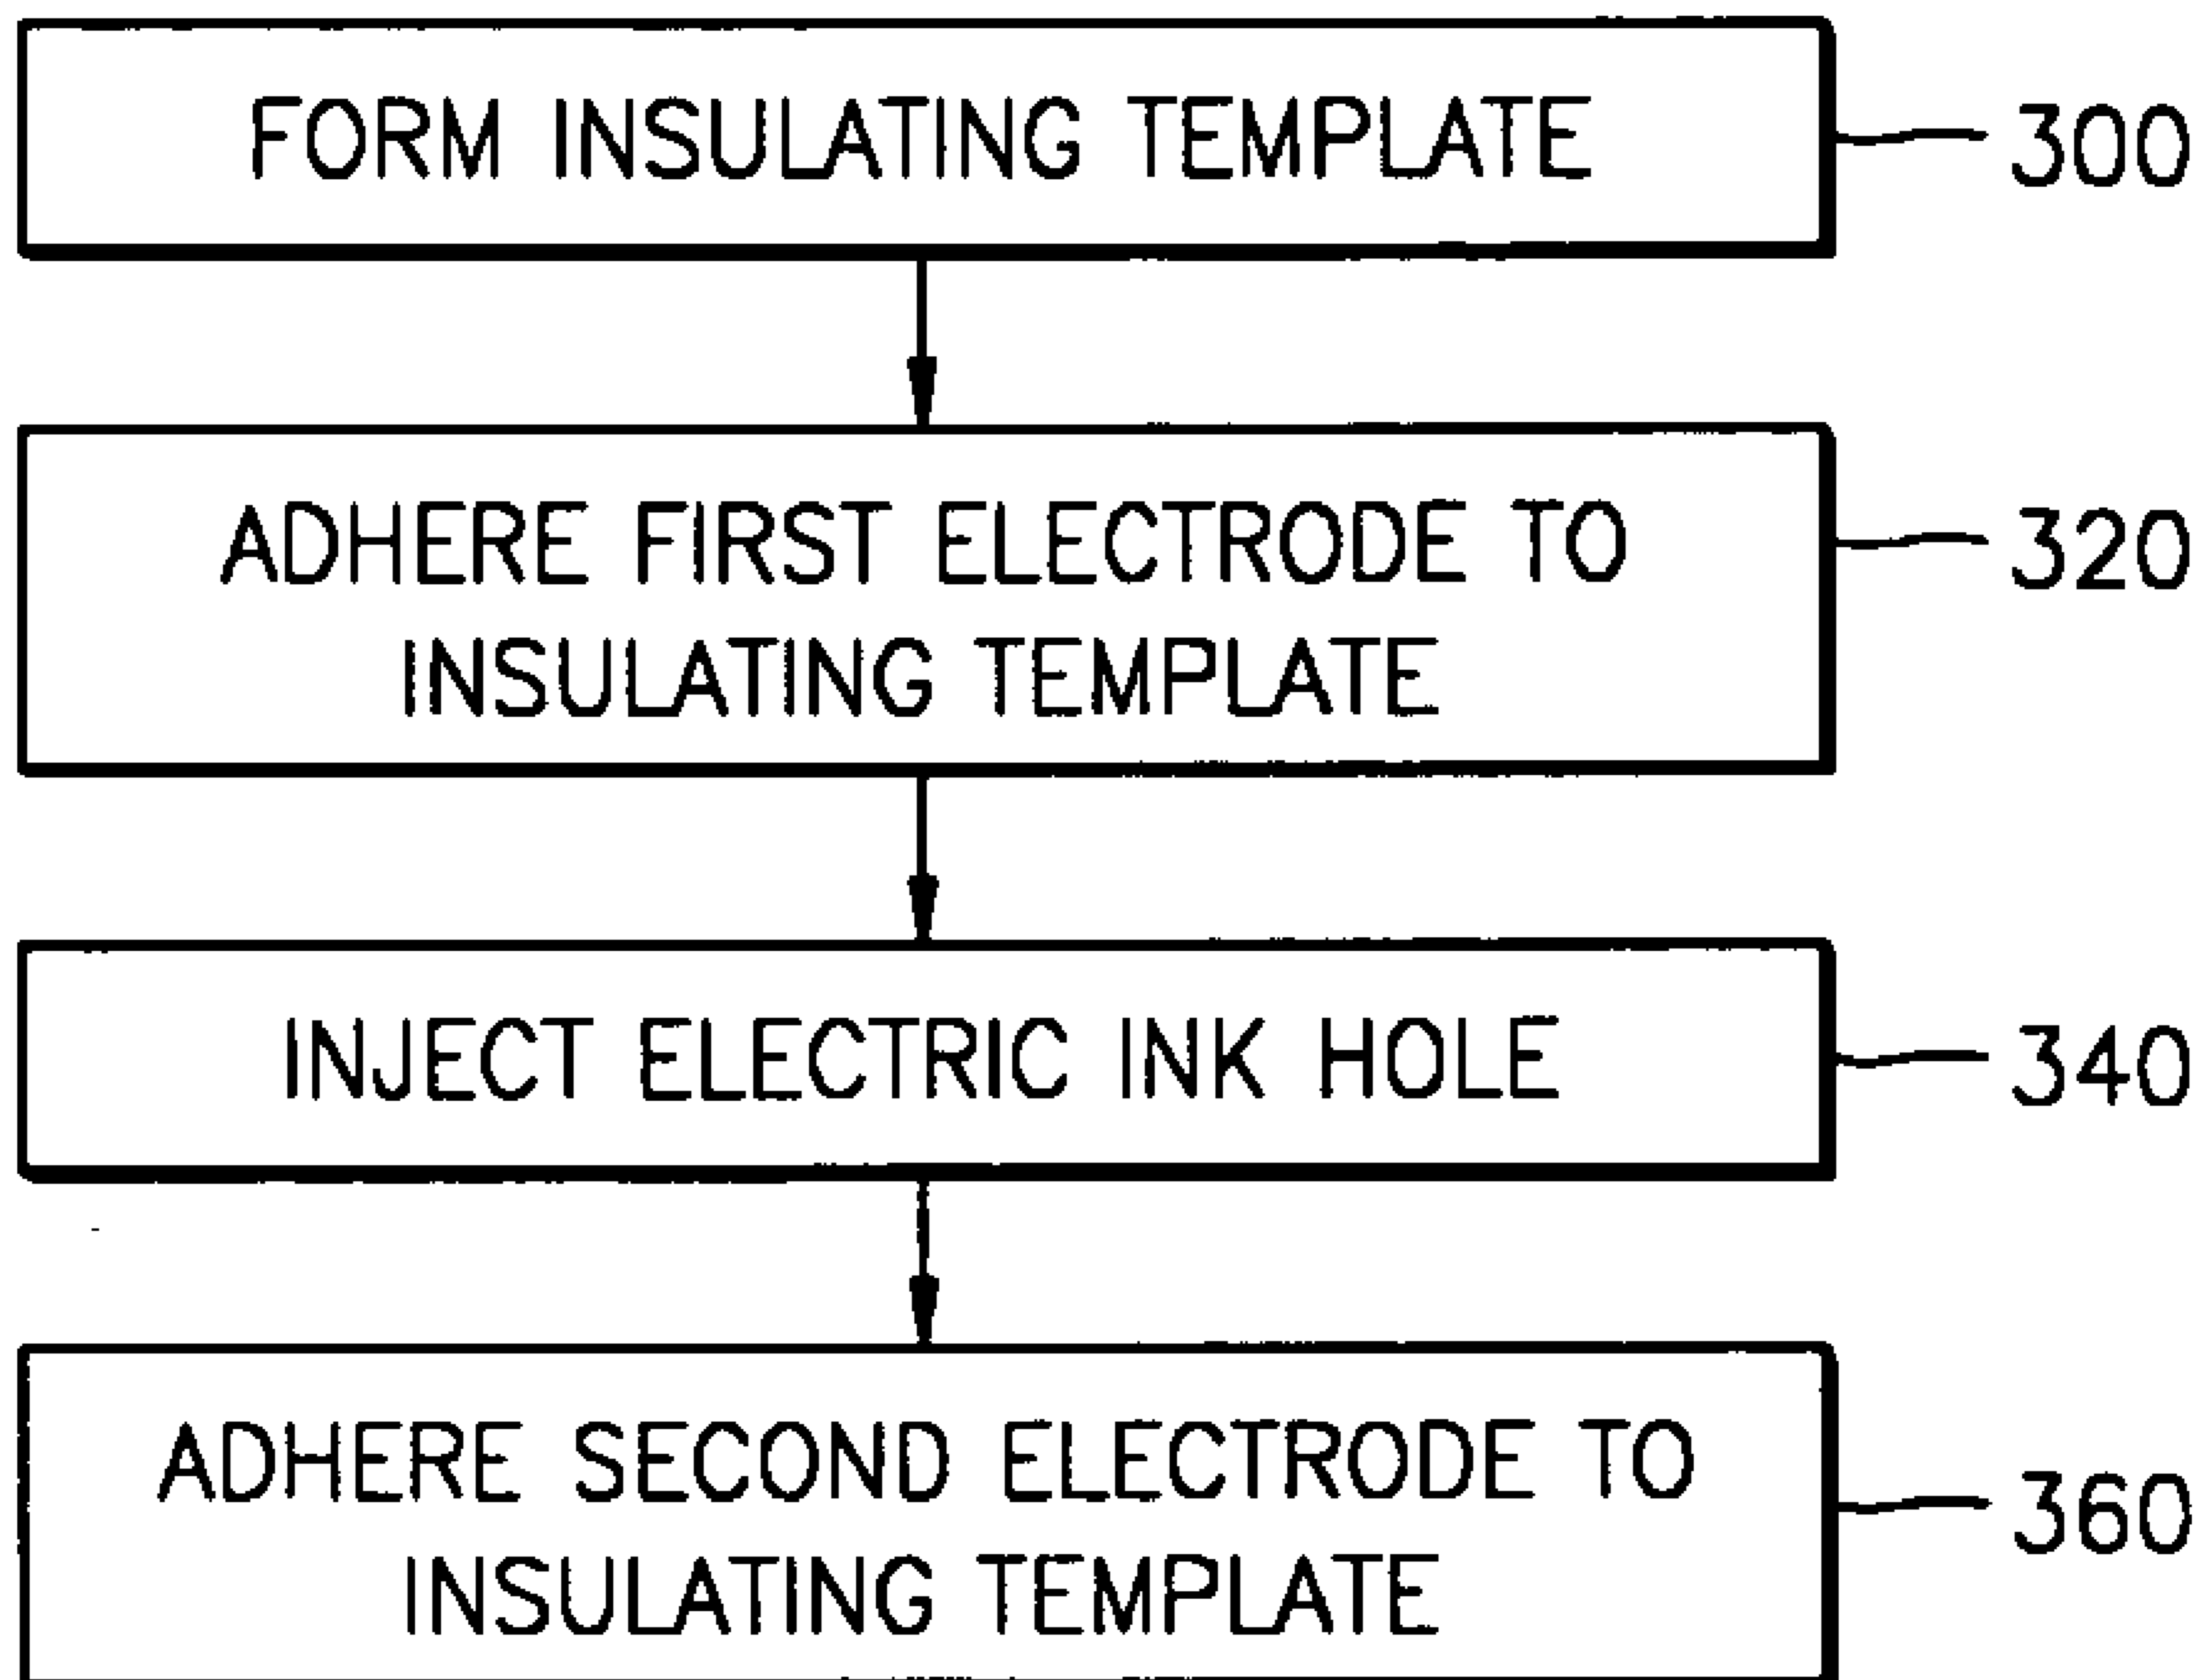 FORM INSULATING TEMPLATE
300
ADHERE FIRST ELECTRODE TO
INSULATING TEMPLATE
320
INJECT ELECTRIC INK HOLE
340
ADHERE SECOND ELECTRODE TO
INSULATING TEMPLATE
360